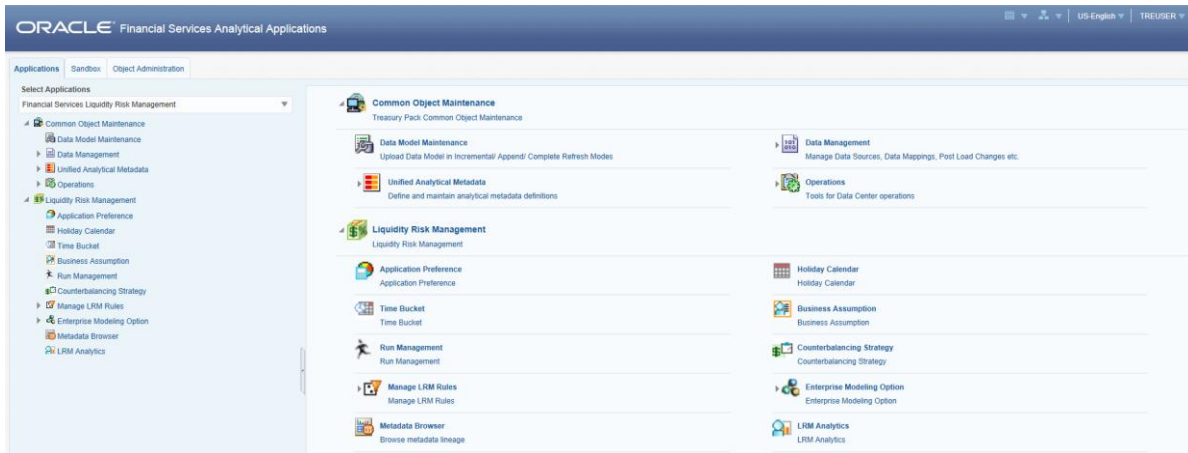 ORACLE Financial Services Analytical Applications
US-English
TREUSER
Applications Sandbox Object Administration
Select Applications
Financial Services Liquidity Risk Management
Common Object Maintenance
Data Model Maintenance
Data Management
Unified Analytical Metadata
Operations
Liquidity Risk Management
Application Preference
Holiday Calendar
Time Bucket
Business Assumption
Run Management
Counterbalancing Strategy
Manage LRM Rules
Enterprise Modeling Option
Metadata Browser
LRM Analytics
Common Object Maintenance
Treasury Pack Common Object Maintenance
Data Model Maintenance
Upload Data Model in Incremental/ Append/ Complete Refresh Modes
Data Management
Manage Data Sources, Data Mappings, Post Load Changes etc.
Unified Analytical Metadata
Define and maintain analytical metadata definitions
Operations
Tools for Data Center operations
Liquidity Risk Management
Liquidity Risk Management
Application Preference
Application Preference
Holiday Calendar
Holiday Calendar
Time Bucket
Time Bucket
Business Assumption
Business Assumption
Run Management
Run Management
Counterbalancing Strategy
Counterbalancing Strategy
Manage LRM Rules
Manage LRM Rules
Enterprise Modeling Option
Enterprise Modeling Option
Metadata Browser
Browse metadata lineage
LRM Analytics
LRM Analytics